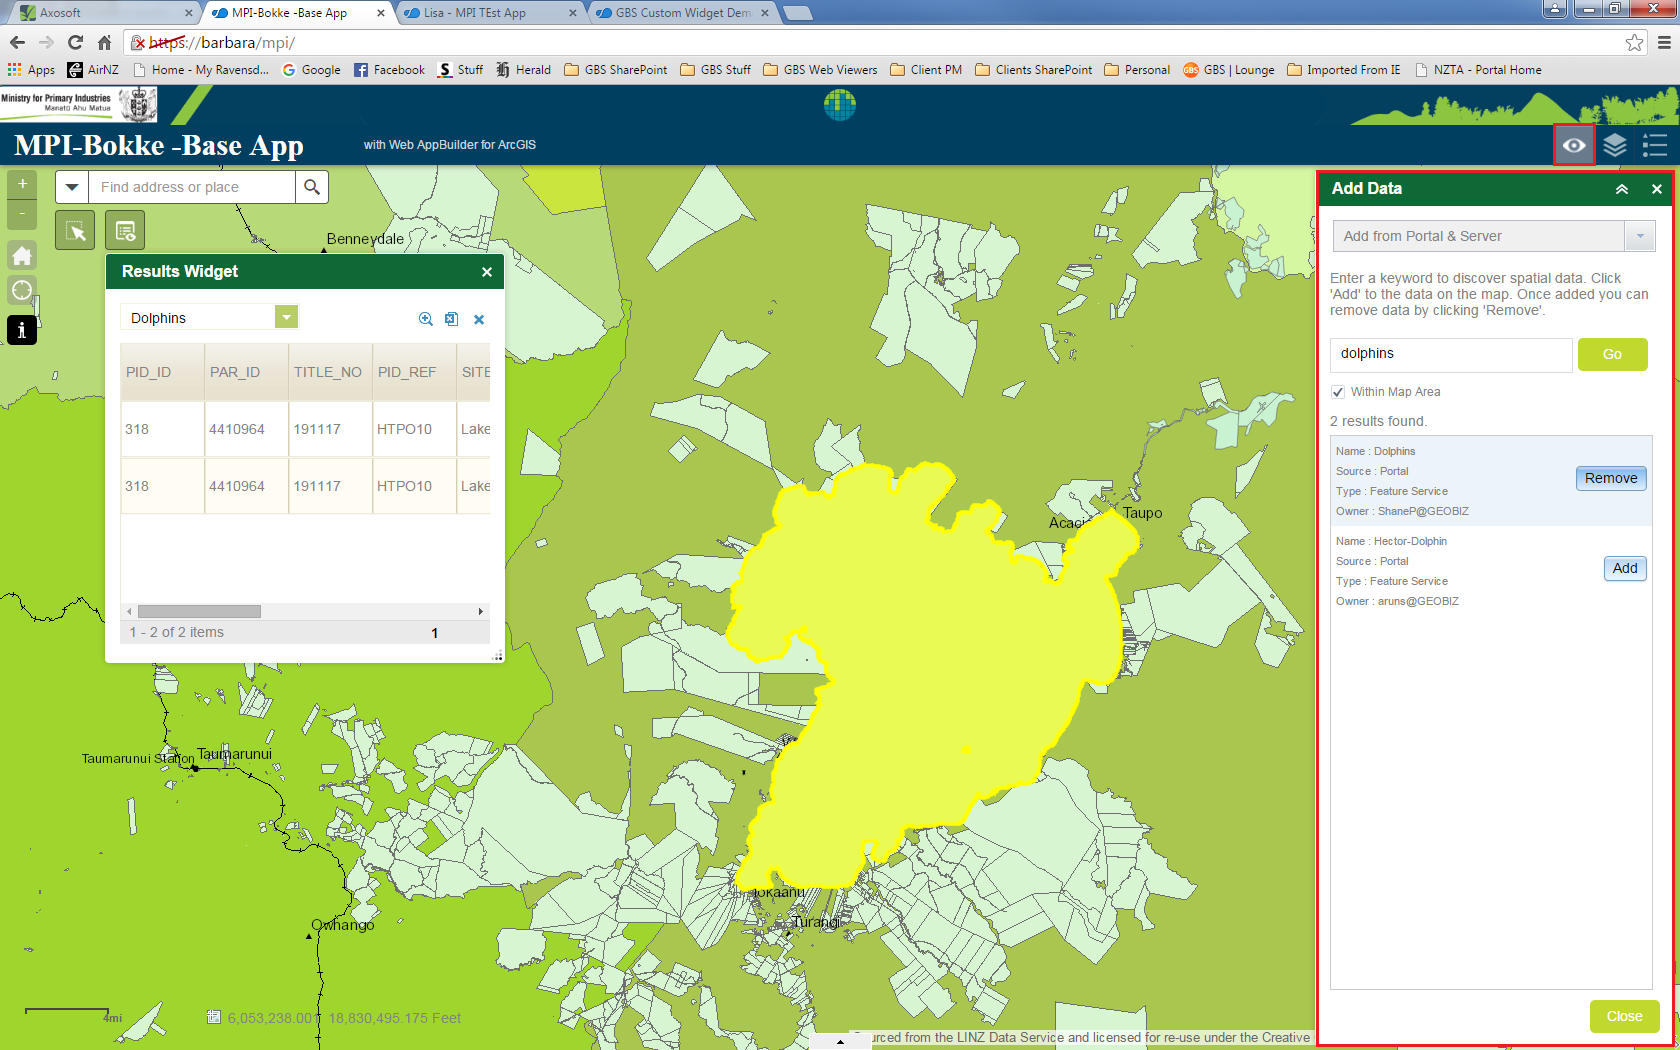 Axosoft
MPI-Bokke -Base App
Lisa - MPI TEst App
GBS Custom Widget Dem
https://barbara/mpi/
Apps
AirNZ
Home - My Ravensd...
Google
Facebook
Stuff
Herald
GBS SharePoint
GBS Stuff
GBS Web Viewers
Client PM
Clients SharePoint
Personal
GBS | Lounge
Imported From IE
NZTA - Portal Home
Ministry for Primary Industries
Manatū Ahu Matua
MPI-Bokke -Base App
with Web AppBuilder for ArcGIS
+
-
Find address or place
Benneydale
Results Widget
Dolphins
PID_ID PAR_ID TITLE_NO PID_REF SITE
318 4410964 191117 HTPO10 Lake
318 4410964 191117 HTPO10 Lake
1 - 2 of 2 items 1
Acaci
Taupo
Taumarunui Station
Taumarunui
Owhango
Tokaanu
Turangi
4mi
6,053,238.001 18,830,495.175 Feet
Sourced from the LINZ Data Service and licensed for re-use under the Creative
Add Data
Add from Portal & Server
Enter a keyword to discover spatial data. Click
'Add' to the data on the map. Once added you can
remove data by clicking 'Remove'.
dolphins
Go
Within Map Area
2 results found.
Name : Dolphins
Source : Portal
Type : Feature Service
Owner : ShaneP@GEOBIZ
Remove
Name : Hector-Dolphin
Source : Portal
Type : Feature Service
Owner : aruns@GEOBIZ
Add
Close